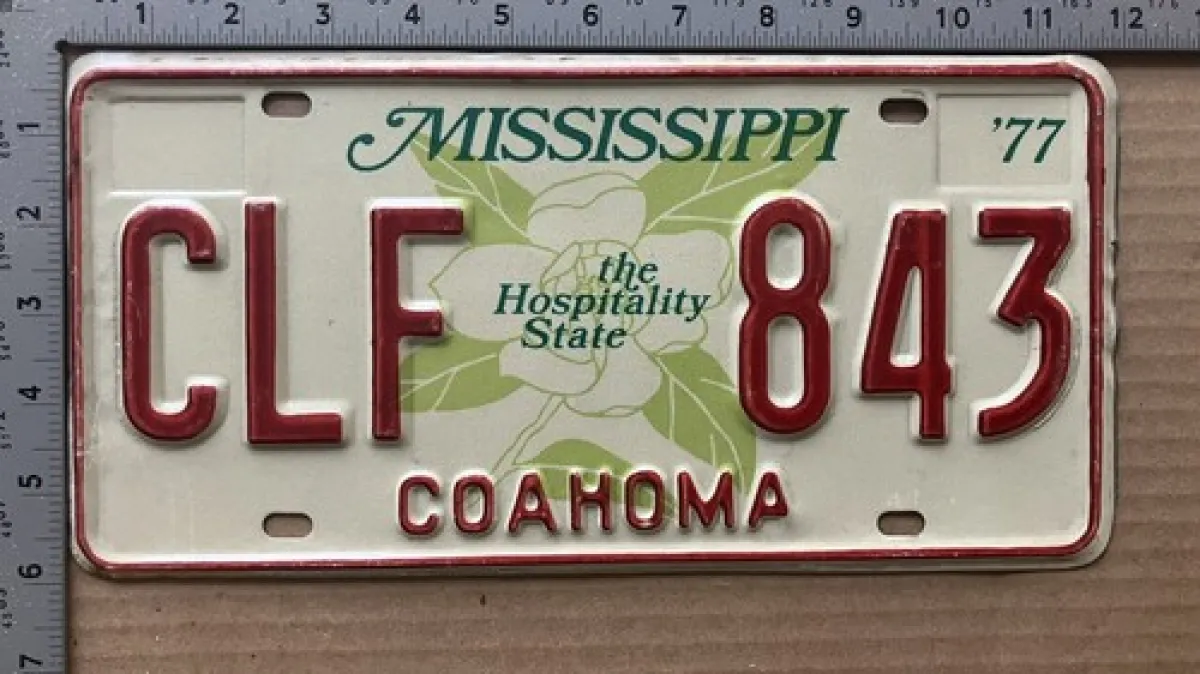 1 2 3 4 5 6 7 8 9 10 11 12
MISSISSIPPI '77
CLF 843
the
Hospitality
State
COAHOMA
1
2
3
4
5
6
7